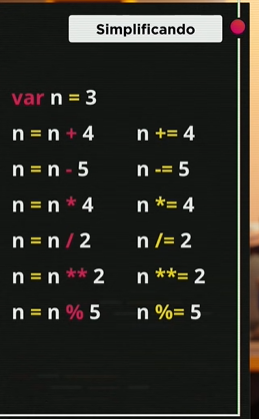 Simplificando
var n = 3
n = n + 4 n += 4
n = n - 5 n -= 5
n = n * 4 n *= 4
n = n / 2 n /= 2
n = n ** 2 n **= 2
n = n % 5 n %= 5